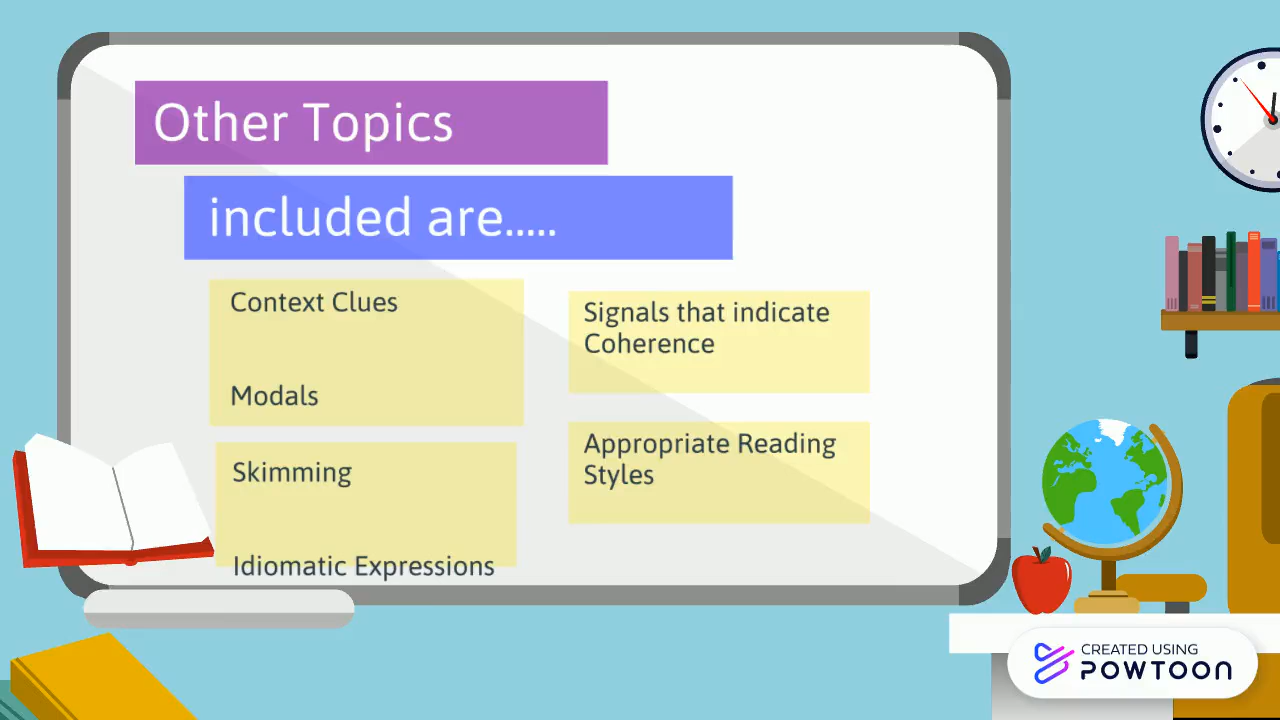 Other Topics
included are.....
Context Clues
Modals
Skimming
Idiomatic Expressions
Signals that indicate
Coherence
Appropriate Reading
Styles
CREATED USING
POWTOON